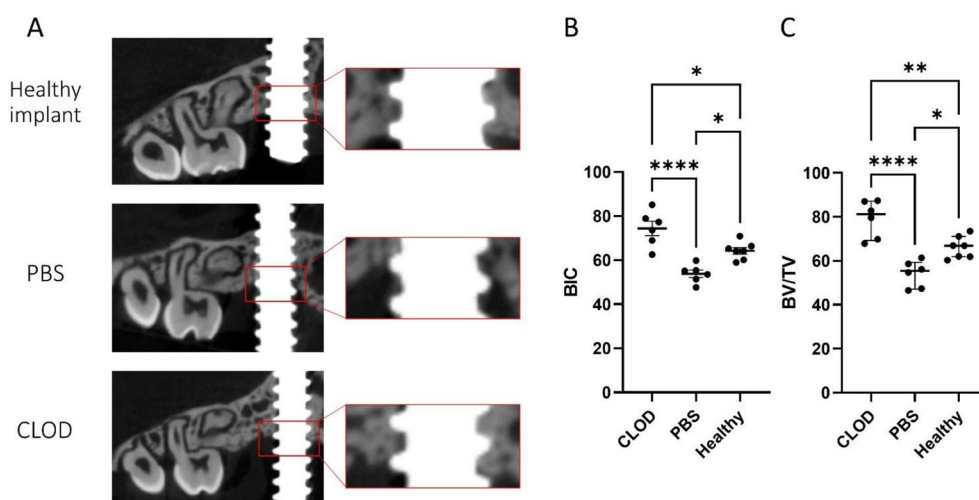 A
Healthy
implant
PBS
CLOD
B
*
*
****
100
80
60
40
20
0
BIC
CLOD
PBS
Healthy
C
**
*
****
100
80
60
40
20
0
BV/TV
CLOD
PBS
Healthy